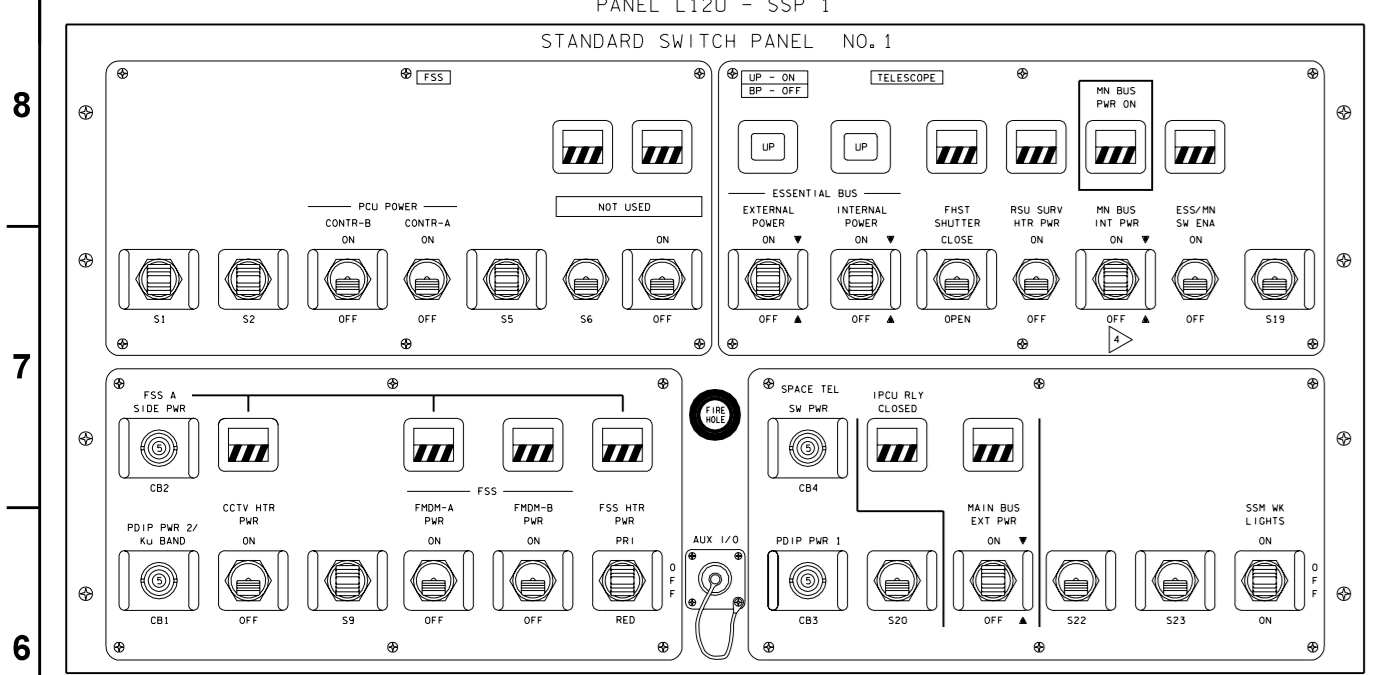 PANEL L12U - SSP 1
STANDARD SWITCH PANEL NO. 1
8
7
6
FSS
PCU POWER
CONTR-B
CONTR-A
ON
ON
NOT USED
ON
S1
S2
OFF
OFF
S5
S6
OFF
UP - ON
BP - OFF
TELESCOPE
MN BUS
PWR ON
UP
UP
ESSENTIAL BUS
EXTERNAL
POWER
ON
OFF
INTERNAL
POWER
ON
OFF
FHST
SHUTTER
CLOSE
OPEN
RSU SURV
HTR PWR
ON
OFF
MN BUS
INT PWR
ON
OFF
4
ESS/MN
SW ENA
ON
OFF
S19
FSS A
SIDE PWR
5
CB2
PDIP PWR 2/
Ku BAND
5
CB1
CCTV HTR
PWR
ON
OFF
S9
FSS
FMDM-A
PWR
ON
OFF
FMDM-B
PWR
ON
OFF
FSS HTR
PWR
PRI
OFF
RED
FIRE
HOLE
AUX I/O
SPACE TEL
SW PWR
5
CB4
PDIP PWR 1
5
CB3
IPCU RLY
CLOSED
S20
MAIN BUS
EXT PWR
ON
OFF
S22
S23
SSM WK
LIGHTS
ON
OFF
ON